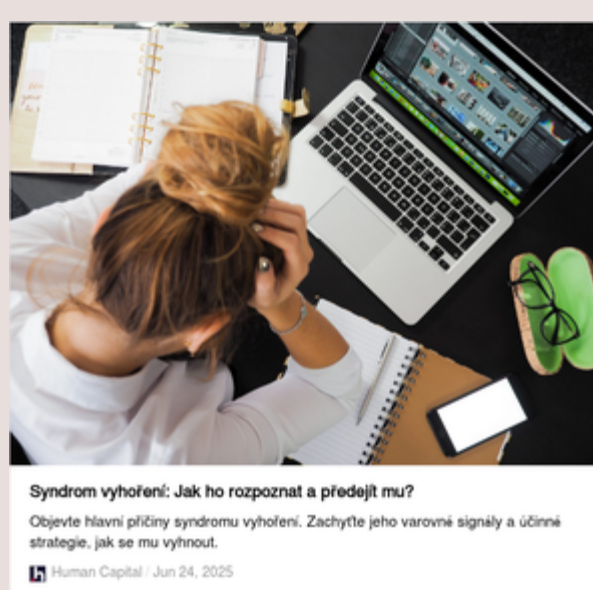 Syndrom vyhoření: Jak ho rozpoznat a předejít mu?
Objevte hlavní příčiny syndromu vyhoření. Zachyťte jeho varovné signály a účinné
strategie, jak se mu vyhnout.
Human Capital / Jun 24, 2025